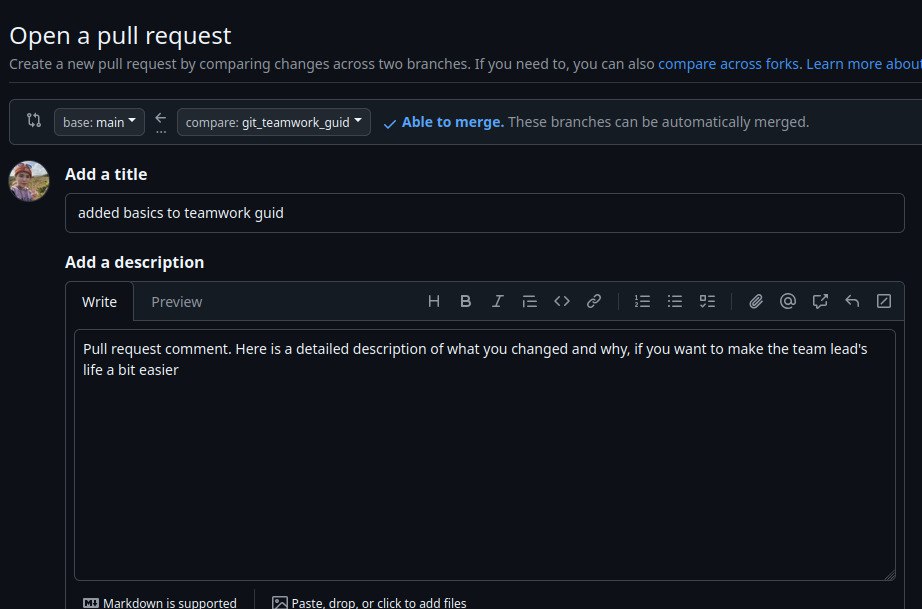 Open a pull request
Create a new pull request by comparing changes across two branches. If you need to, you can also compare across forks. Learn more about
base: main compare: git_teamwork_guid Able to merge. These branches can be automatically merged.
Add a title
added basics to teamwork guid
Add a description
Write Preview
Pull request comment. Here is a detailed description of what you changed and why, if you want to make the team lead's
life a bit easier
Markdown is supported Paste, drop, or click to add files